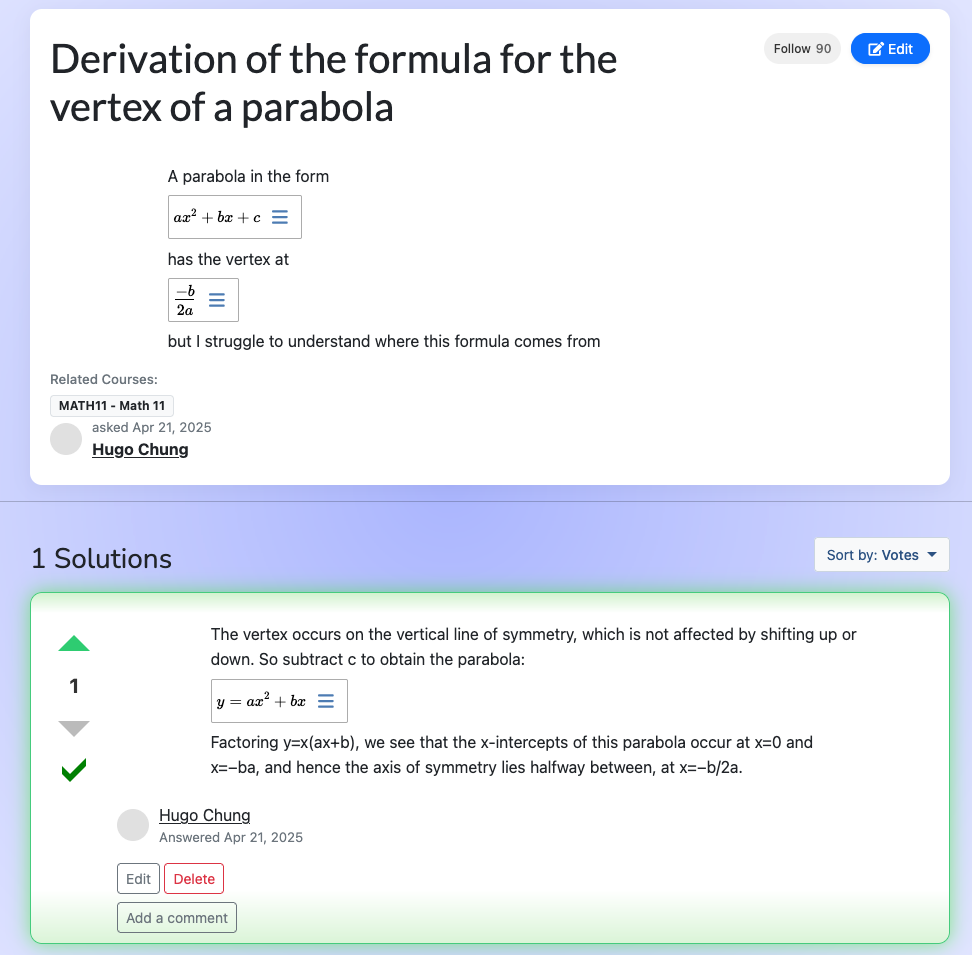 Derivation of the formula for the
vertex of a parabola
Follow 90
Edit
A parabola in the form
ax² + bx + c
has the vertex at
−b
2a
but I struggle to understand where this formula comes from
Related Courses:
MATH11 - Math 11
asked Apr 21, 2025
Hugo Chung
1 Solutions
Sort by: Votes
The vertex occurs on the vertical line of symmetry, which is not affected by shifting up or
down. So subtract c to obtain the parabola:
1
y = ax² + bx
Factoring y=x(ax+b), we see that the x-intercepts of this parabola occur at x=0 and
x=−ba, and hence the axis of symmetry lies halfway between, at x=−b/2a.
Hugo Chung
Answered Apr 21, 2025
Edit
Delete
Add a comment